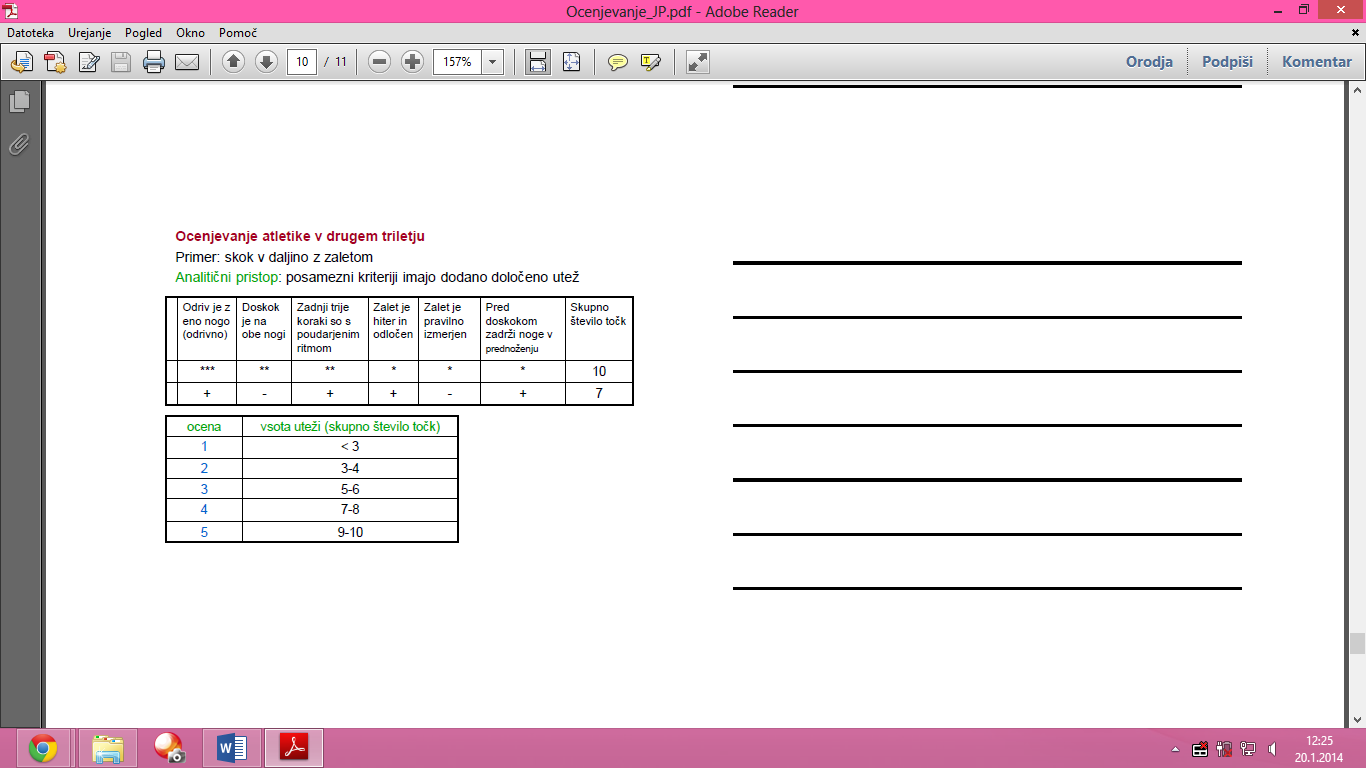 Ocenjevanje_JP.pdf - Adobe Reader
Datoteka Urejanje Pogled Okno Pomoč
10 / 11 157% Orodja Podpiši Komentar
Ocenjevanje atletike v drugem triletju
Primer: skok v daljino z zaletom
Analitični pristop: posamezni kriteriji imajo dodano določeno utež
Odriv je z
eno nogo
(odrivno)
Doskok
je na
obe nogi
Zadnji trije
koraki so s
poudarjenim
ritmom
Zalet je
hiter in
odločen
Zalet je
pravilno
izmerjen
Pred
doskokom
zadrži noge v
prednoženju
Skupno
število točk
*** ** ** * * * 10
+ - + + - + 7
ocena vsota uteži (skupno število točk)
1 < 3
2 3-4
3 5-6
4 7-8
5 9-10
12:25
20.1.2014